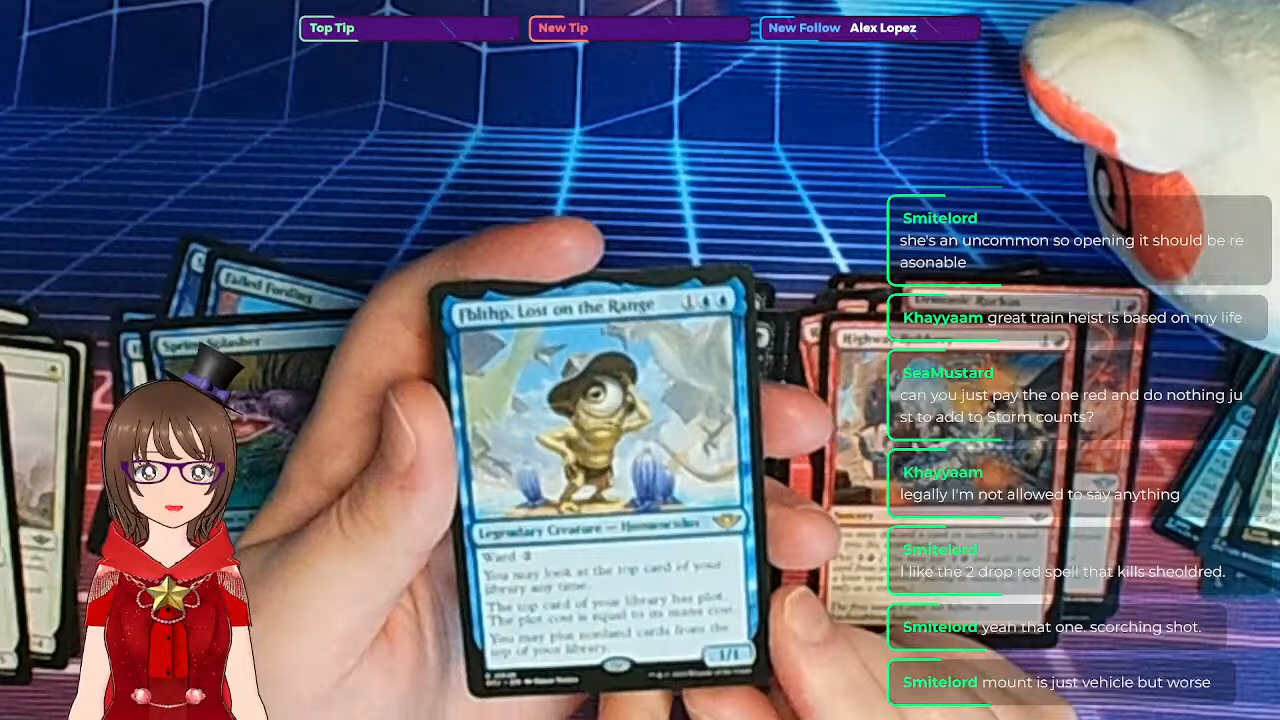 Top Tip
New Tip
New Follow Alex Lopez
Smitelord
she's an uncommon so opening it should be re
asonable
Khayyaam great train heist is based on my life
SeaMustard
can you just pay the one red and do nothing ju
st to add to Storm counts?
Khayyaam
legally I'm not allowed to say anything
Smitelord
I like the 2 drop red spell that kills sheoldred.
Smitelord yeah that one. scorching shot.
Smitelord mount is just vehicle but worse
Failed Fording
Fblthp, Lost on the Range 1
Legendary Creature — Homunculus
Ward 2
You may look at the top card of your
library any time.
The top card of your library has plot.
The plot cost is equal to its mana cost.
You may plot nonland cards from the
top of your library.
1/1